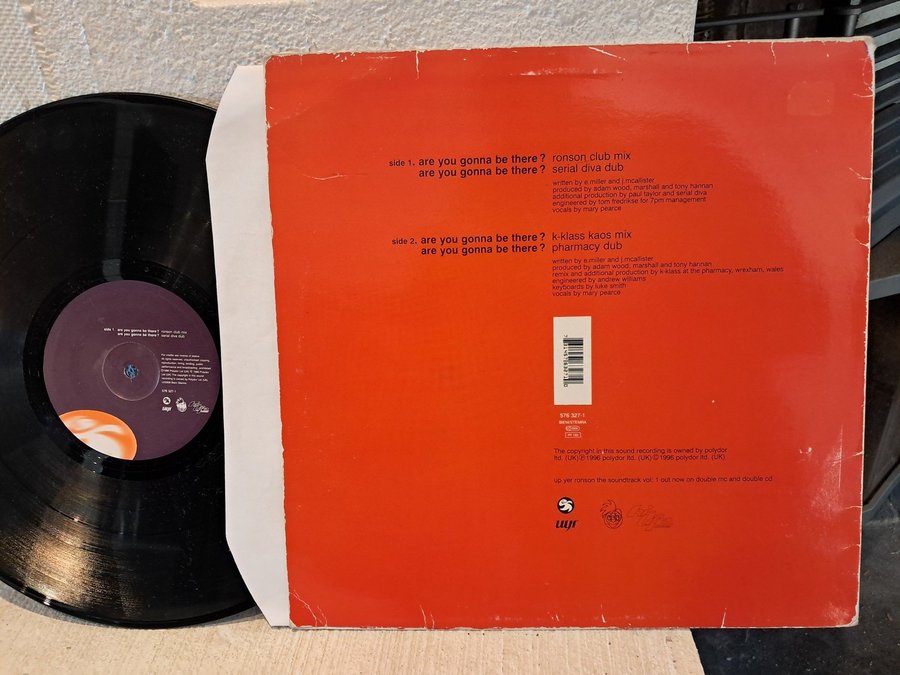 side 1. are you gonna be there? ronson club mix
are you gonna be there? serial diva dub
written by e.miller and j.mcallister
produced by adam wood, marshall and tony hannan
additional production by paul taylor and serial diva
engineered by tom fredrikse for 7pm management
vocals by mary pearce
side 2. are you gonna be there? k-klass kaos mix
are you gonna be there? pharmacy dub
written by e.miller and j.mcallister
produced by adam wood, marshall and tony hannan
remix and additional production by k-klass at the pharmacy, wrexham, wales
engineered by andrew williams
keyboards by luke smith
vocals by mary pearce
576 327-1
BIEM/STEMRA
The copyright in this sound recording is owned by polydor
ltd. (UK) ℗ 1996 polydor ltd. (UK) © 1996 polydor ltd. (UK)
up yer ronson the soundtrack vol: 1 out now on double mc and double cd
uyr
side 1. are you gonna be there? ronson club mix
are you gonna be there? serial diva dub
576 327-1
uyr